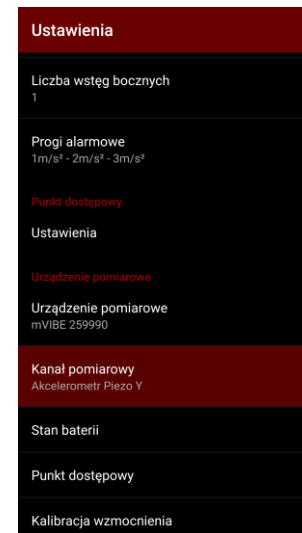 Ustawienia
Liczba wstęg bocznych
1
Progi alarmowe
1m/s² - 2m/s² - 3m/s²
Punkt dostępowy
Ustawienia
Urządzenie pomiarowe
Urządzenie pomiarowe
mVIBE 259990
Kanał pomiarowy
Akcelerometr Piezo Y
Stan baterii
Punkt dostępowy
Kalibracja wzmocnienia